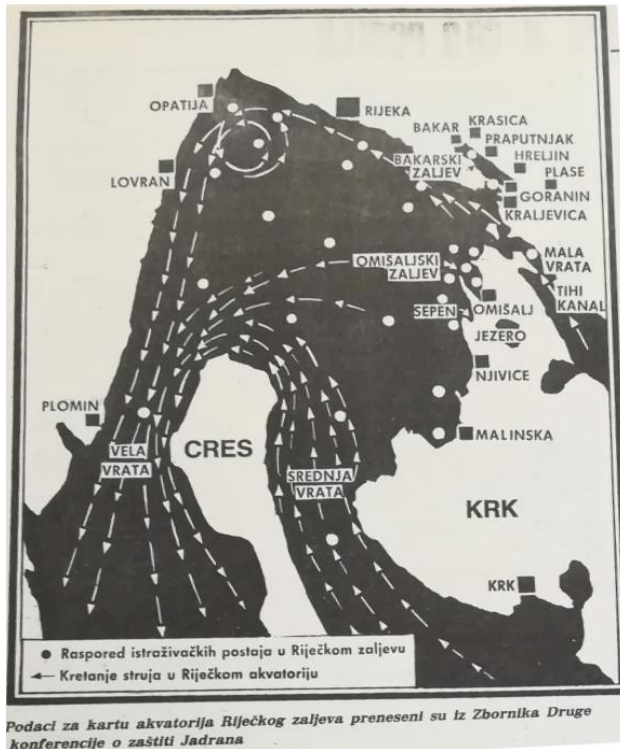 OPATIJA
RIJEKA
LOVRAN
BAKAR
KRASICA
PRAPUTNJAK
HRELJIN
PLASE
BAKARSKI
ZALJEV
GORANIN
KRALJEVICA
OMIŠALJSKI
ZALJEV
MALA
VRATA
TIHI
KANAL
SEPEN
OMIŠALJ
JEZERO
NJIVICE
PLOMIN
MALINSKA
VELA
VRATA
CRES
SREDNJA
VRATA
KRK
KRK
Raspored istraživačkih postaja u Riječkom zaljevu
Kretanje struja u Riječkom akvatoriju
Podaci za kartu akvatorija Riječkog zaljeva preneseni su iz Zbornika Druge
konferencije o zaštiti Jadrana